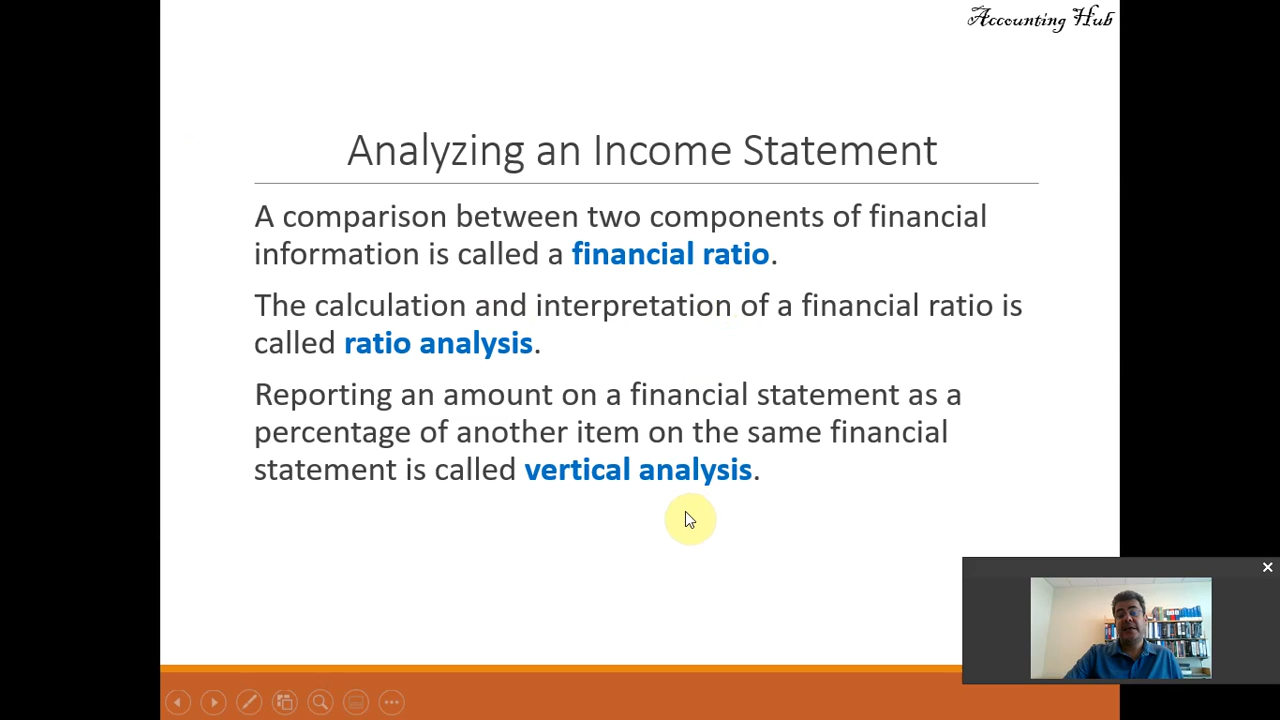 Accounting Hub
Analyzing an Income Statement
A comparison between two components of financial
information is called a financial ratio.
The calculation and interpretation of a financial ratio is
called ratio analysis.
Reporting an amount on a financial statement as a
percentage of another item on the same financial
statement is called vertical analysis.